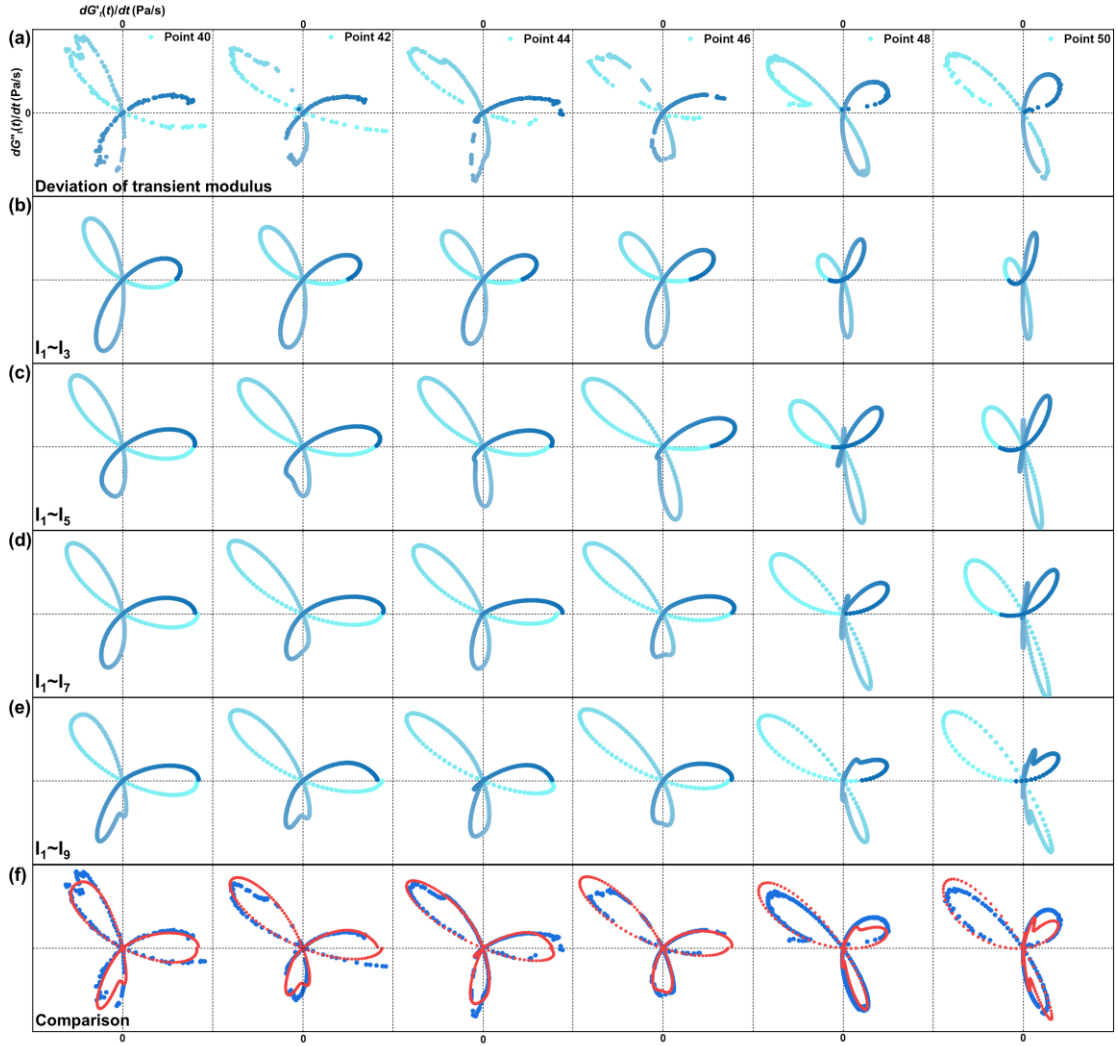 dG'ₜ(t)/dt (Pa/s)
0 0 0 0 0 0
(a) Point 40 Point 42 Point 44 Point 46 Point 48 Point 50
dG''ₜ(t)/dt (Pa/s)
0
Deviation of transient modulus
(b)
I₁~I₃
(c)
I₁~I₅
(d)
I₁~I₇
(e)
I₁~I₉
(f)
Comparison
0 0 0 0 0 0